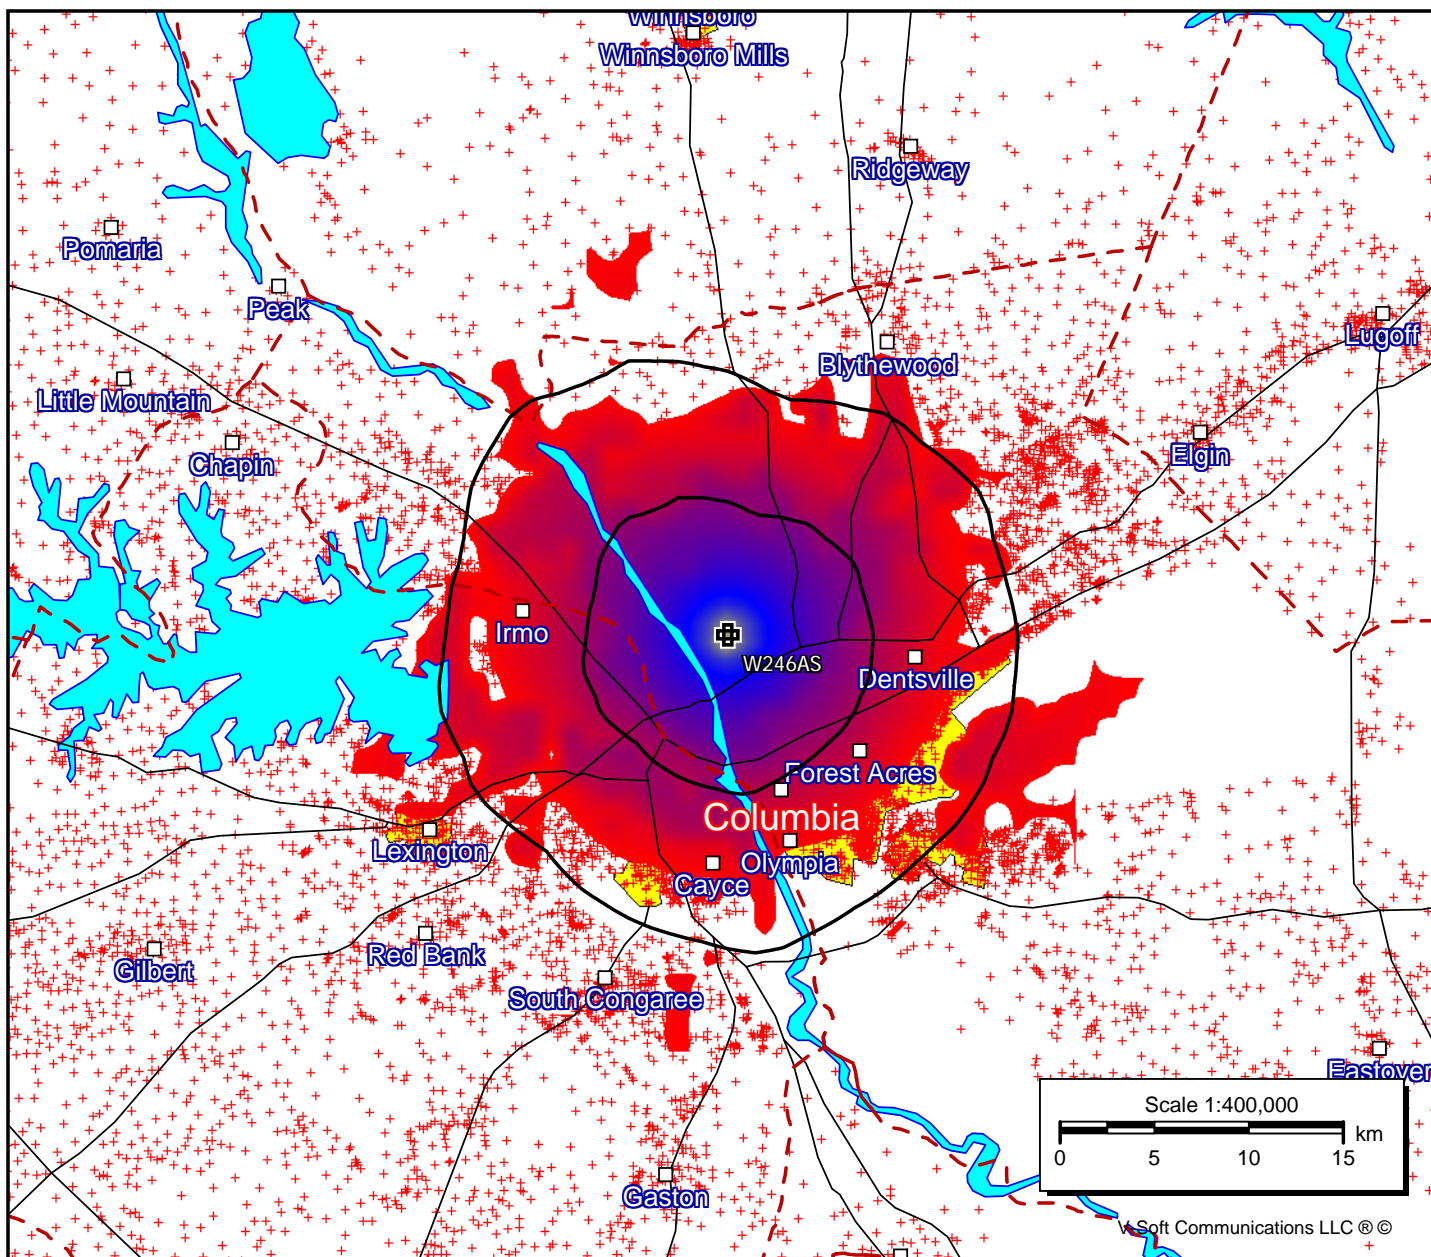 Winnsboro
Winnsboro Mills
Ridgeway
Pomaria
Peak
Lugoff
Blythewood
Little Mountain
Elgin
Chapin
Irmo
W246AS
Dentsville
Forest Acres
Columbia
Lexington
Olympia
Cayce
Red Bank
Gilbert
South Congaree
Eastover
Scale 1:400,000
km
0 5 10 15
Gaston
V-Soft Communications LLC ® ©